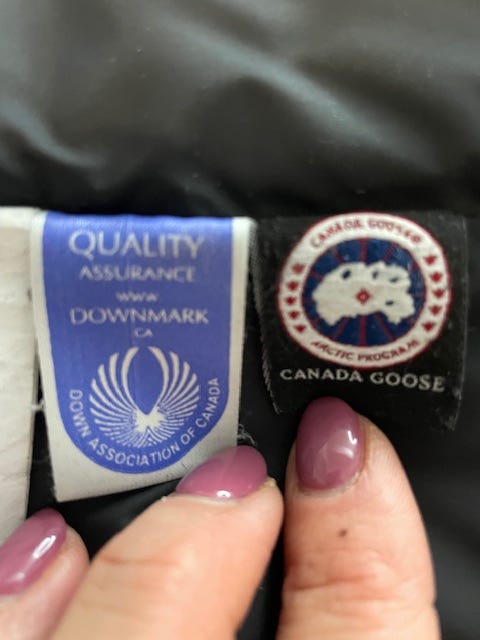 QUALITY
ASSURANCE
www
DOWNMARK
CA
DOWN ASSOCIATION OF CANADA
CANADA GOOSE
ARCTIC PROGRAM
CANADA GOOSE